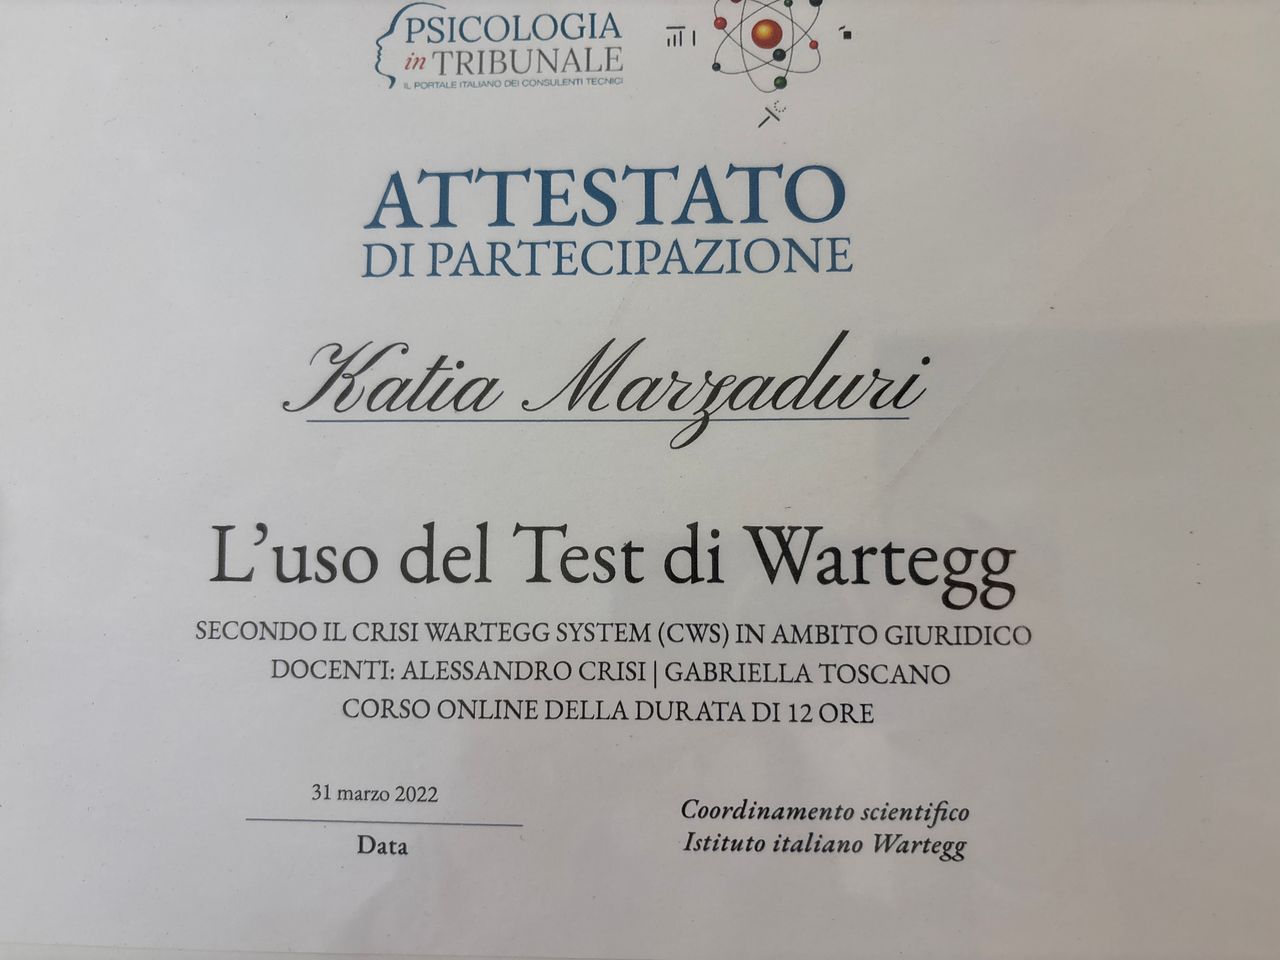 PSICOLOGIA
in TRIBUNALE
IL PORTALE ITALIANO DEI CONSULENTI TECNICI
ATTESTATO
DI PARTECIPAZIONE
Katia Marzaduri
L'uso del Test di Wartegg
SECONDO IL CRISI WARTEGG SYSTEM (CWS) IN AMBITO GIURIDICO
DOCENTI: ALESSANDRO CRISI | GABRIELLA TOSCANO
CORSO ONLINE DELLA DURATA DI 12 ORE
31 marzo 2022
Data
Coordinamento scientifico
Istituto italiano Wartegg